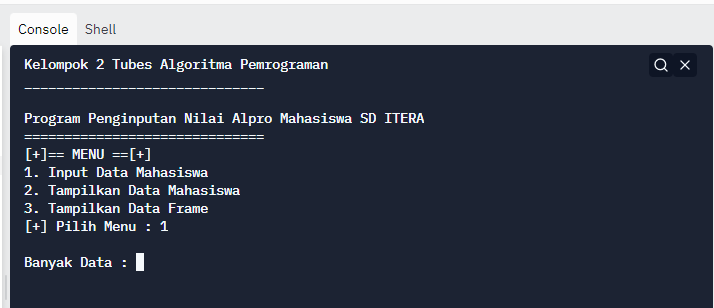 Console Shell
Kelompok 2 Tubes Algoritma Pemrograman
______________________________
Program Penginputan Nilai Alpro Mahasiswa SD ITERA
==============================
[+]== MENU ==[+]
1. Input Data Mahasiswa
2. Tampilkan Data Mahasiswa
3. Tampilkan Data Frame
[+] Pilih Menu : 1
Banyak Data :